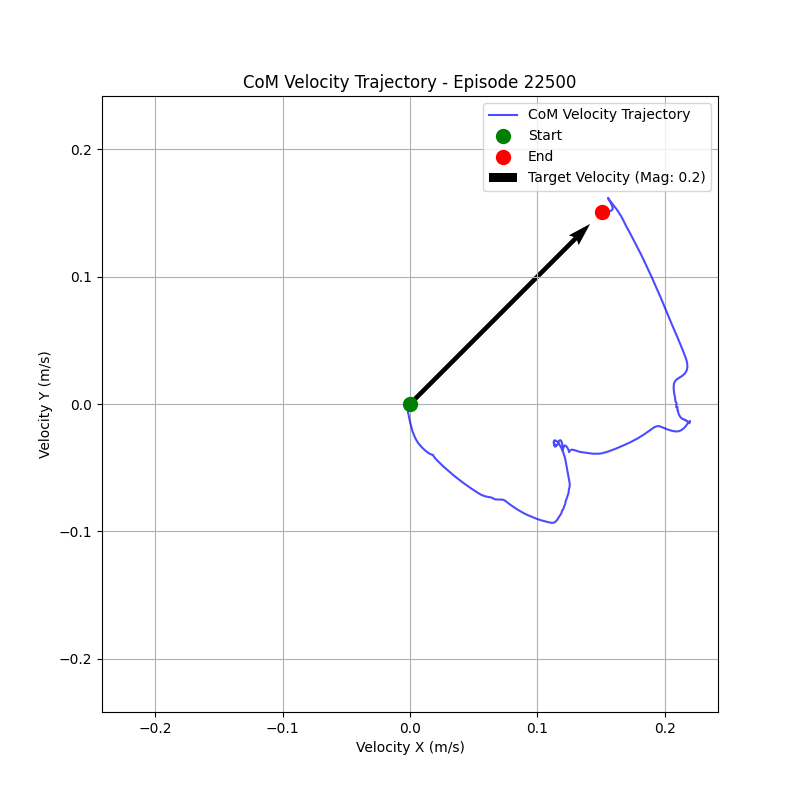 CoM Velocity Trajectory - Episode 22500
CoM Velocity Trajectory
Start
End
Target Velocity (Mag: 0.2)
0.2
0.1
0.0
−0.1
−0.2
Velocity Y (m/s)
−0.2
−0.1
0.0
0.1
0.2
Velocity X (m/s)